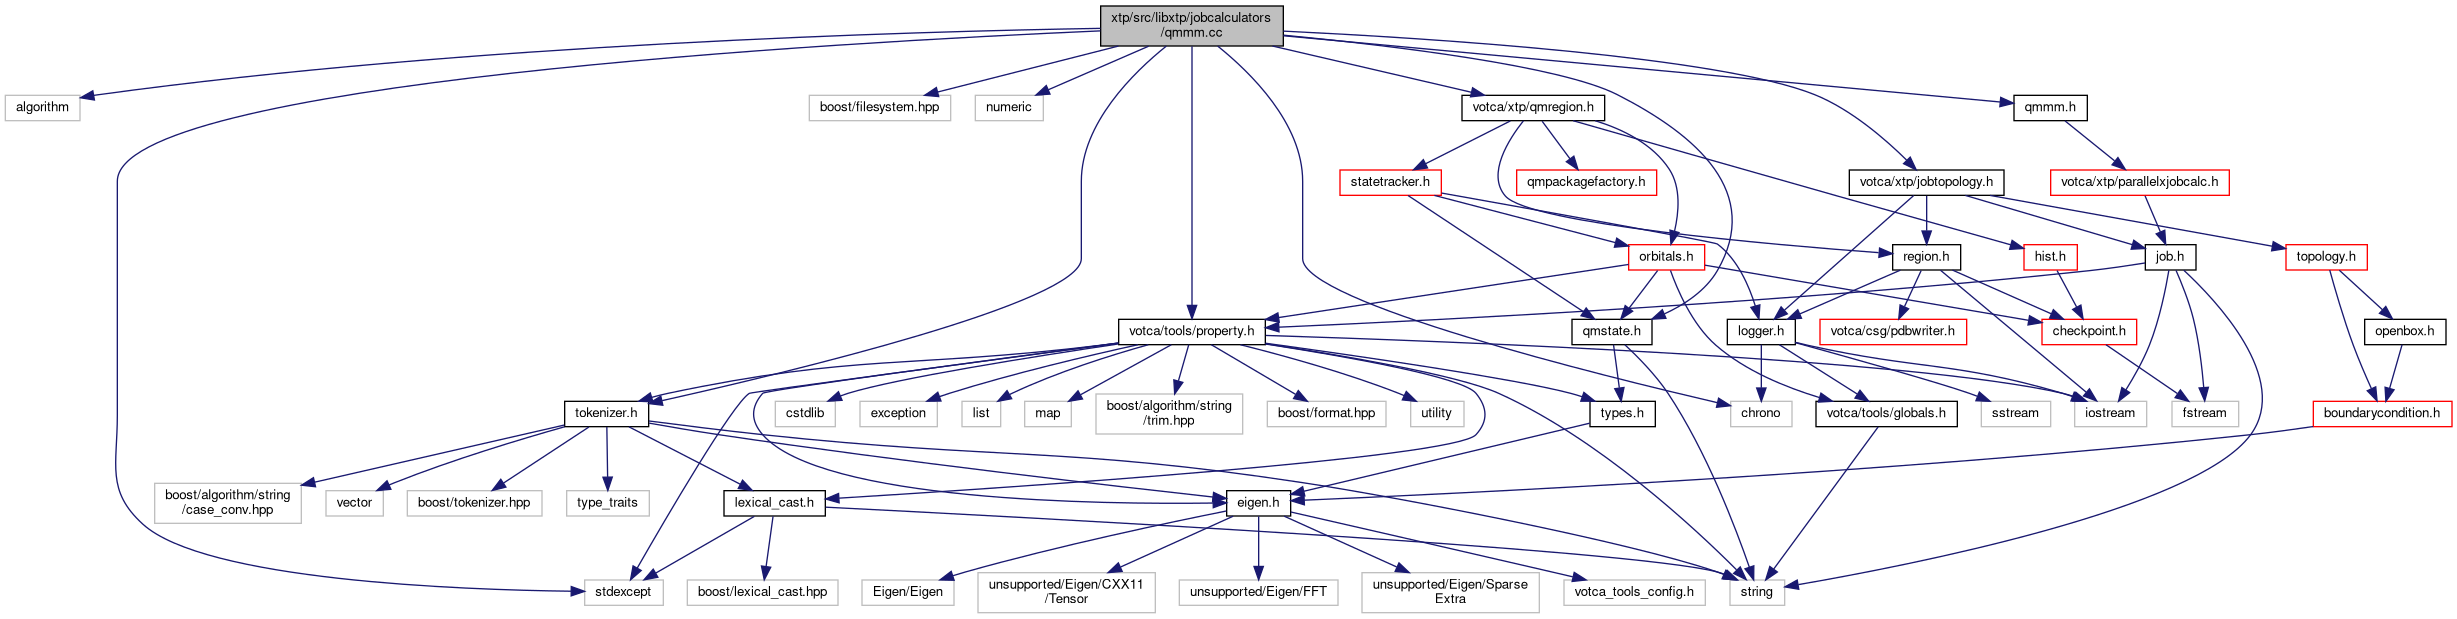 xtp/src/libxtp/jobcalculators
/qmmm.cc
algorithm
boost/filesystem.hpp
numeric
votca/xtp/qmregion.h
qmmm.h
statetracker.h
qmpackagefactory.h
votca/xtp/jobtopology.h
votca/xtp/parallelxjobcalc.h
orbitals.h
region.h
hist.h
job.h
topology.h
votca/tools/property.h
qmstate.h
logger.h
votca/csg/pdbwriter.h
checkpoint.h
openbox.h
tokenizer.h
cstdlib
exception
list
map
boost/algorithm/string
/trim.hpp
boost/format.hpp
utility
types.h
chrono
votca/tools/globals.h
sstream
iostream
fstream
boundarycondition.h
boost/algorithm/string
/case_conv.hpp
vector
boost/tokenizer.hpp
type_traits
lexical_cast.h
eigen.h
stdexcept
boost/lexical_cast.hpp
Eigen/Eigen
unsupported/Eigen/CXX11
/Tensor
unsupported/Eigen/FFT
unsupported/Eigen/Sparse
Extra
votca_tools_config.h
string